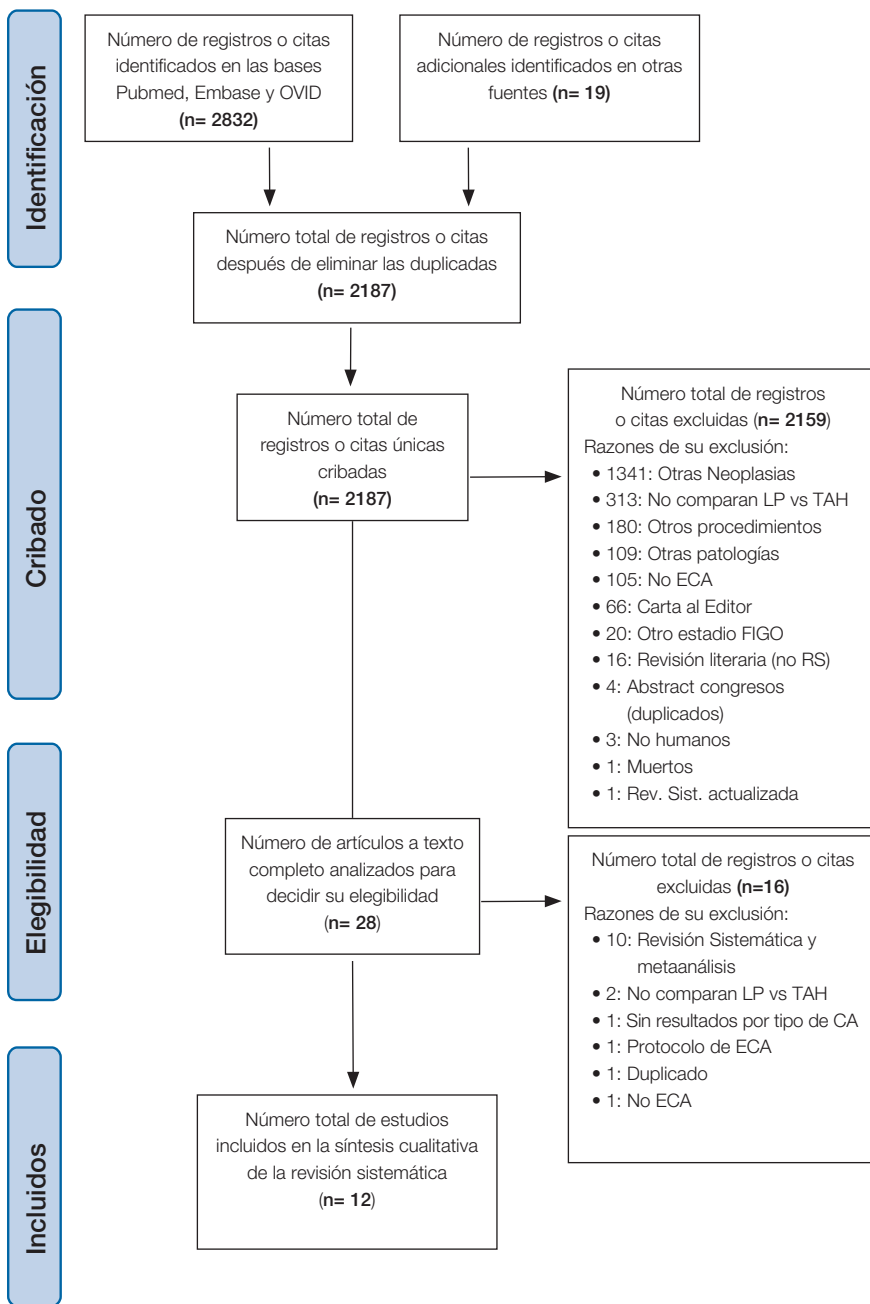 Identificación
Número de registros o citas
identificados en las bases
Pubmed, Embase y OVID
(n= 2832)
Número de registros o citas
adicionales identificados en otras
fuentes (n= 19)
Número total de registros o citas
después de eliminar las duplicadas
(n= 2187)
Cribado
Número total de
registros o citas únicas
cribadas
(n= 2187)
Número total de registros
o citas excluidas (n= 2159)
Razones de su exclusión:
• 1341: Otras Neoplasias
• 313: No comparan LP vs TAH
• 180: Otros procedimientos
• 109: Otras patologías
• 105: No ECA
• 66: Carta al Editor
• 20: Otro estadio FIGO
• 16: Revisión literaria (no RS)
• 4: Abstract congresos
(duplicados)
• 3: No humanos
• 1: Muertos
• 1: Rev. Sist. actualizada
Elegibilidad
Número de artículos a texto
completo analizados para
decidir su elegibilidad
(n= 28)
Número total de registros o citas
excluidas (n=16)
Razones de su exclusión:
• 10: Revisión Sistemática y
metaanálisis
• 2: No comparan LP vs TAH
• 1: Sin resultados por tipo de CA
• 1: Protocolo de ECA
• 1: Duplicado
• 1: No ECA
Incluidos
Número total de estudios
incluidos en la síntesis cualitativa
de la revisión sistemática
(n= 12)